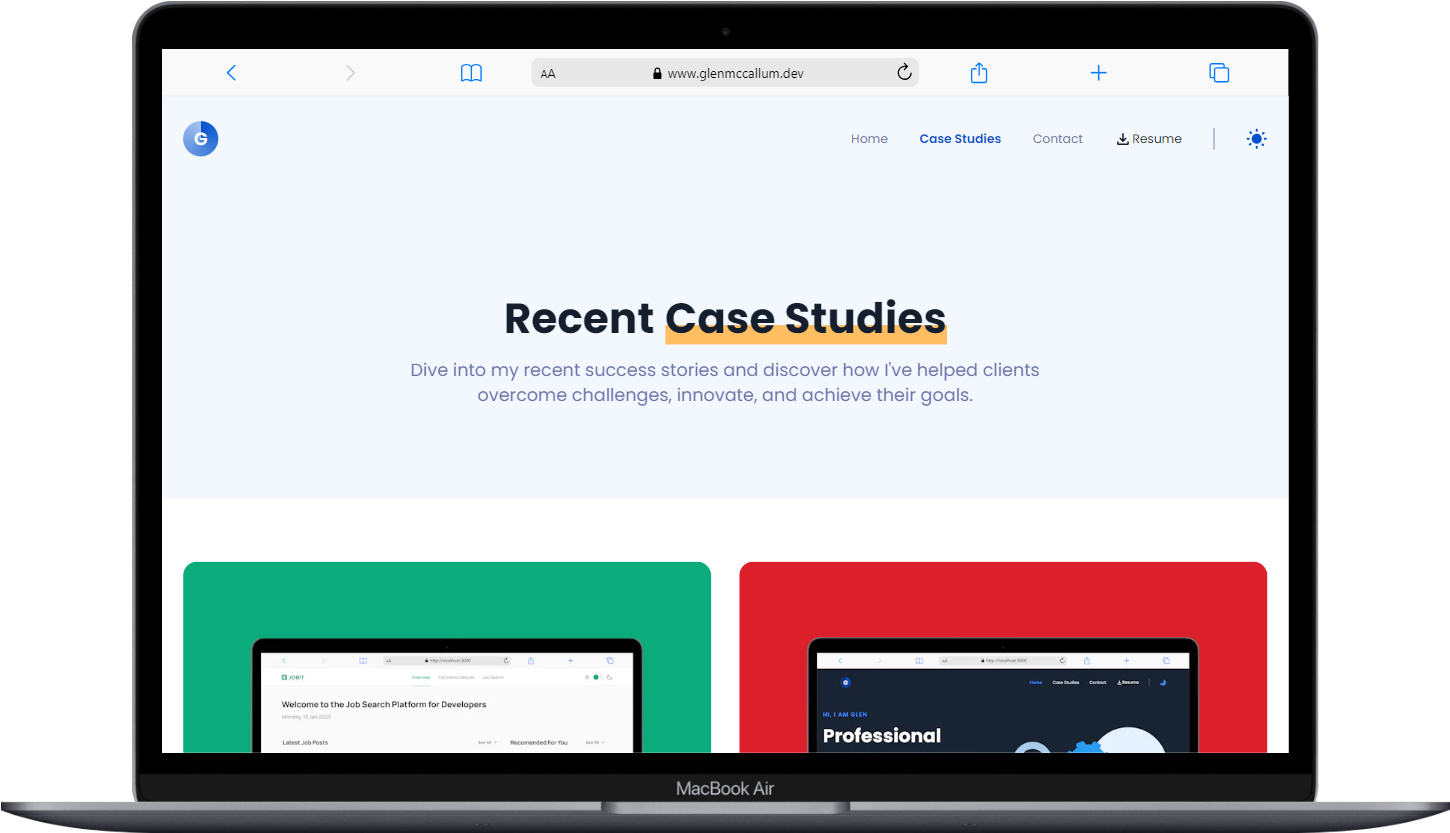 AA www.glenmccallum.dev
G
Home Case Studies Contact Resume
Recent Case Studies
Dive into my recent success stories and discover how I've helped clients
overcome challenges, innovate, and achieve their goals.
AA http://localhost:3000
JOBIT
Overview Job Search
Welcome to the Job Search Platform for Developers
Monday, 15 Jan 2023
Latest Job Posts See All Recomended For You See All
AA http://localhost:3000
G
Home Case Studies Contact Resume
HI, I AM GLEN
Professional
MacBook Air